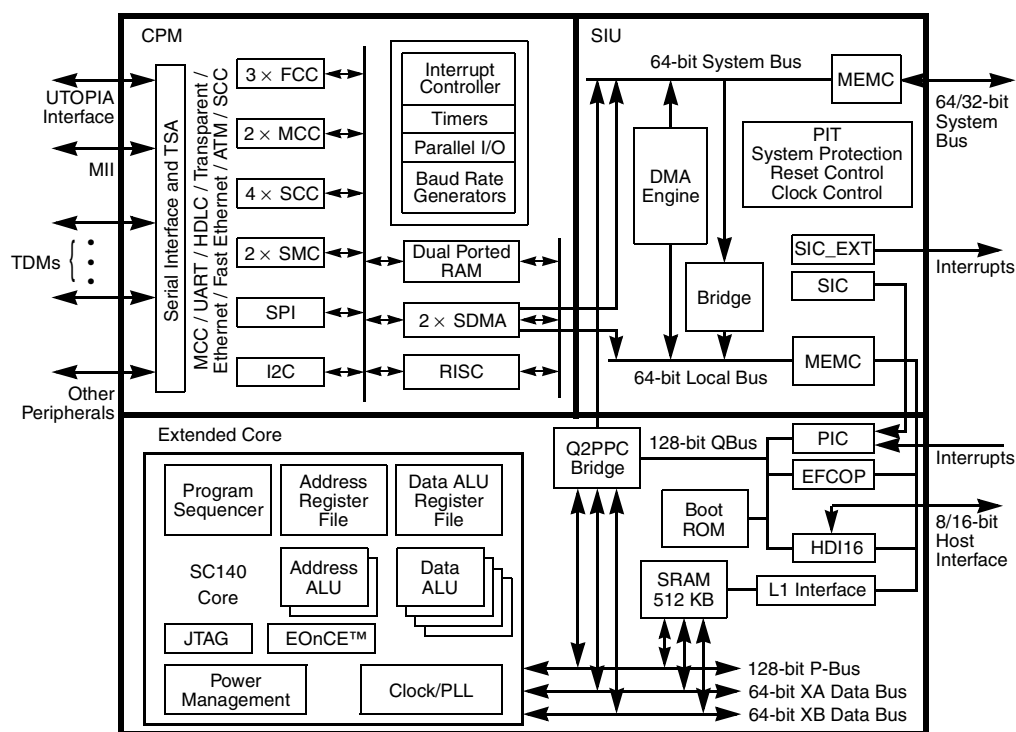 CPM
UTOPIA
Interface
MII
TDMs
Other
Peripherals
Serial Interface and TSA
MCC / UART / HDLC / Transparent /
Ethernet / Fast Ethernet / ATM / SCC
3 × FCC
2 × MCC
4 × SCC
2 × SMC
SPI
I2C
Interrupt
Controller
Timers
Parallel I/O
Baud Rate
Generators
Dual Ported
RAM
2 × SDMA
RISC
SIU
64-bit System Bus
MEMC
64/32-bit
System
Bus
PIT
System Protection
Reset Control
Clock Control
DMA
Engine
Bridge
SIC_EXT
Interrupts
SIC
64-bit Local Bus
MEMC
Extended Core
Program
Sequencer
Address
Register
File
Data ALU
Register
File
SC140
Core
Address
ALU
Data
ALU
JTAG
EOnCE™
Power
Management
Clock/PLL
Q2PPC
Bridge
128-bit QBus
PIC
Interrupts
EFCOP
Boot
ROM
HDI16
8/16-bit
Host
Interface
SRAM
512 KB
L1 Interface
128-bit P-Bus
64-bit XA Data Bus
64-bit XB Data Bus